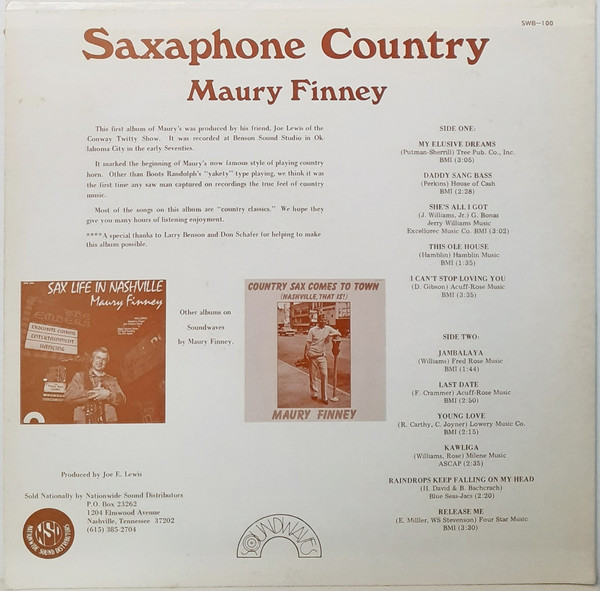 SWB-100
Saxaphone Country
Maury Finney
This first album of Maury's was produced by his friend, Joe Lewis of the
Conway Twitty Show. It was recorded at Benson Sound Studio in Ok
lahoma City in the early Seventies.
It marked the beginning of Maury's now famous style of playing country
horn. Other than Boots Randolph's "yakety" type playing, we think it was
the first time any saw man captured on recordings the true feel of country
music.
Most of the songs on this album are "country classics." We hope they
give you many hours of listening enjoyment.
****A special thanks to Larry Benson and Don Schafer for helping to make
this album possible.
SAX LIFE IN NASHVILLE
Maury Finney
EXOTIC COMBO
ENTERTAINMENT
DANCING
Other albums on
Soundwaves
by Maury Finney.
COUNTRY SAX COMES TO TOWN
(NASHVILLE, THAT IS!)
MAURY FINNEY
Produced by Joe E. Lewis
Sold Nationally by Nationwide Sound Distributors
P.O. Box 23262
1204 Elmwood Avenue
Nashville, Tennessee 37202
(615) 385-2704
NSD
NATIONWIDE SOUND DISTRIBUTORS
SOUNDWAVES
SIDE ONE:
MY ELUSIVE DREAMS
(Putman-Sherrill) Tree Pub. Co., Inc.
BMI (3:05)
DADDY SANG BASS
(Perkins) House of Cash
BMI (2:28)
SHE'S ALL I GOT
(J. Williams, Jr.) G. Bonas
Jerry Williams Music
Excellorec Music Co. BMI (3:02)
THIS OLE HOUSE
(Hamblin) Hamblin Music
BMI (1:35)
I CAN'T STOP LOVING YOU
(D. Gibson) Acuff-Rose Music
BMI (3:35)
SIDE TWO:
JAMBALAYA
(Williams) Fred Rose Music
BMI (1:44)
LAST DATE
(F. Crammer) Acuff-Rose Music
BMI (2:50)
YOUNG LOVE
(R. Carthy, C. Joyner) Lowery Music Co.
BMI (2:15)
KAWLIGA
(Williams, Rose) Milene Music
ASCAP (2:35)
RAINDROPS KEEP FALLING ON MY HEAD
(H. David & B. Bachcrach)
Blue Seas-Jacs (2:20)
RELEASE ME
(E. Milller, WS Stevenson) Four Star Music
BMI (3:30)